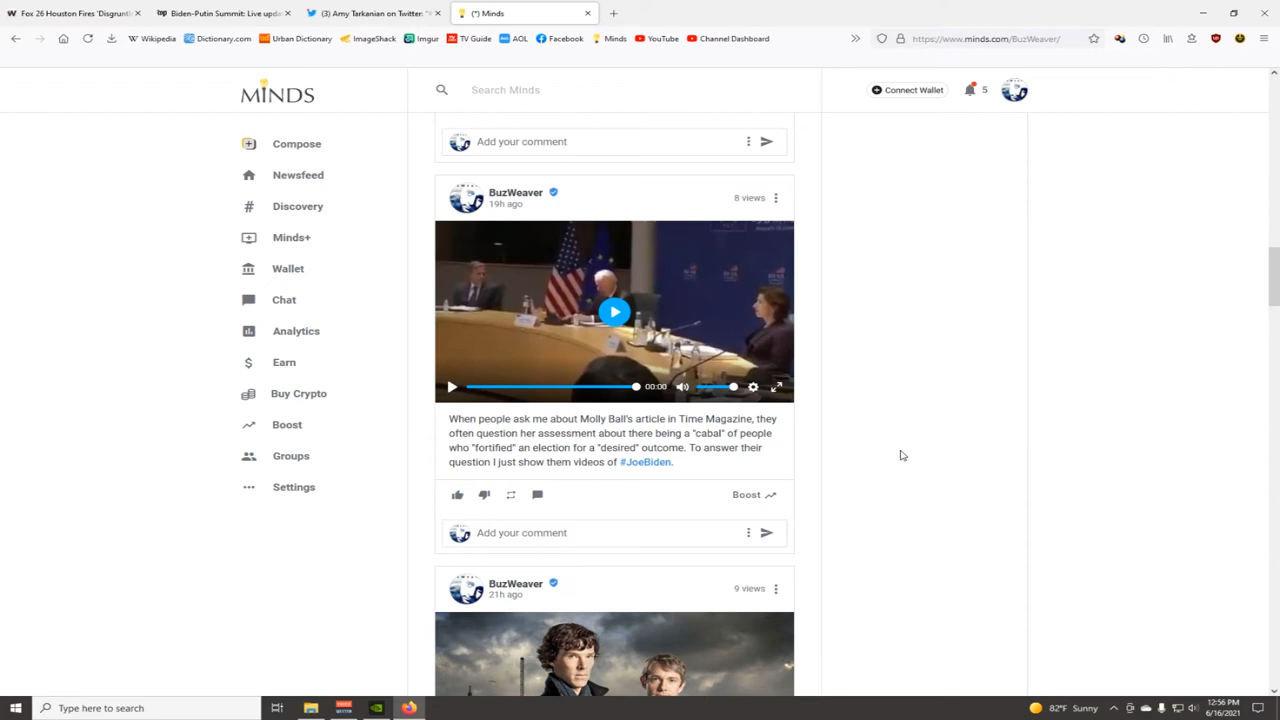 Fox 26 Houston Fires 'Disgruntl
Biden-Putin Summit: Live upda
(3) Amy Tarkanian on Twitter: "
(*) Minds
Wikipedia
Dictionary.com
Urban Dictionary
ImageShack
Imgur
TV Guide
AOL
Facebook
Minds
YouTube
Channel Dashboard
https://www.minds.com/BuzWeaver/
MINDS
Search Minds
Connect Wallet
5
Compose
Newsfeed
Discovery
Minds+
Wallet
Chat
Analytics
Earn
Buy Crypto
Boost
Groups
Settings
Add your comment
BuzWeaver
19h ago
8 views
00:00
When people ask me about Molly Ball's article in Time Magazine, they
often question her assessment about there being a "cabal" of people
who "fortified" an election for a "desired" outcome. To answer their
question I just show them videos of #JoeBiden.
Boost
Add your comment
BuzWeaver
21h ago
9 views
Type here to search
82°F Sunny
12:56 PM
6/16/2021